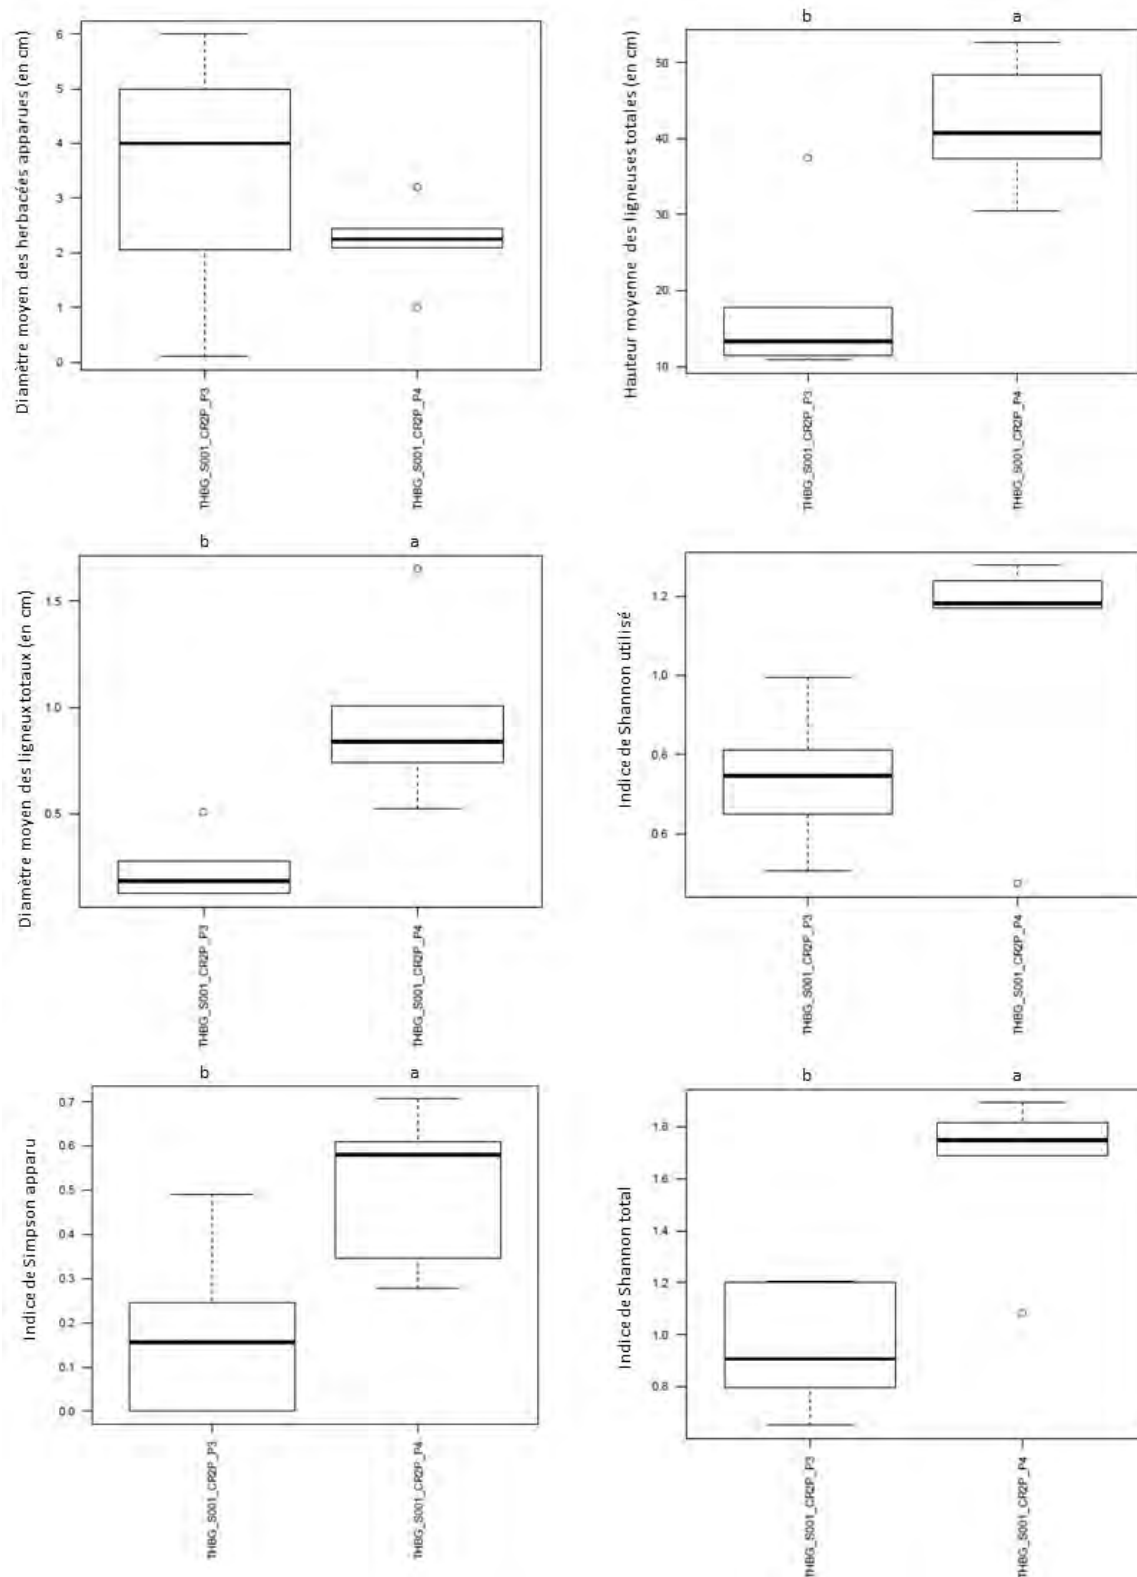 Diamètre moyen des herbacées apparues (en cm)
6
5
4
3
2
1
0
THBG_S001_CR2P_P3
THBG_S001_CR2P_P4
b a
Hauteur moyenne des ligneuses totales (en cm)
50
40
30
20
10
THBG_S001_CR2P_P3
THBG_S001_CR2P_P4
b a
Diamètre moyen des ligneux totaux (en cm)
1.5
1.0
0.5
THBG_S001_CR2P_P3
THBG_S001_CR2P_P4
Indice de Shannon utilisé
1.2
1.0
0.8
0.6
THBG_S001_CR2P_P3
THBG_S001_CR2P_P4
b a
Indice de Simpson apparu
0.7
0.6
0.5
0.4
0.3
0.2
0.1
0.0
THBG_S001_CR2P_P3
THBG_S001_CR2P_P4
b a
Indice de Shannon total
1.8
1.6
1.4
1.2
1.0
0.8
THBG_S001_CR2P_P3
THBG_S001_CR2P_P4